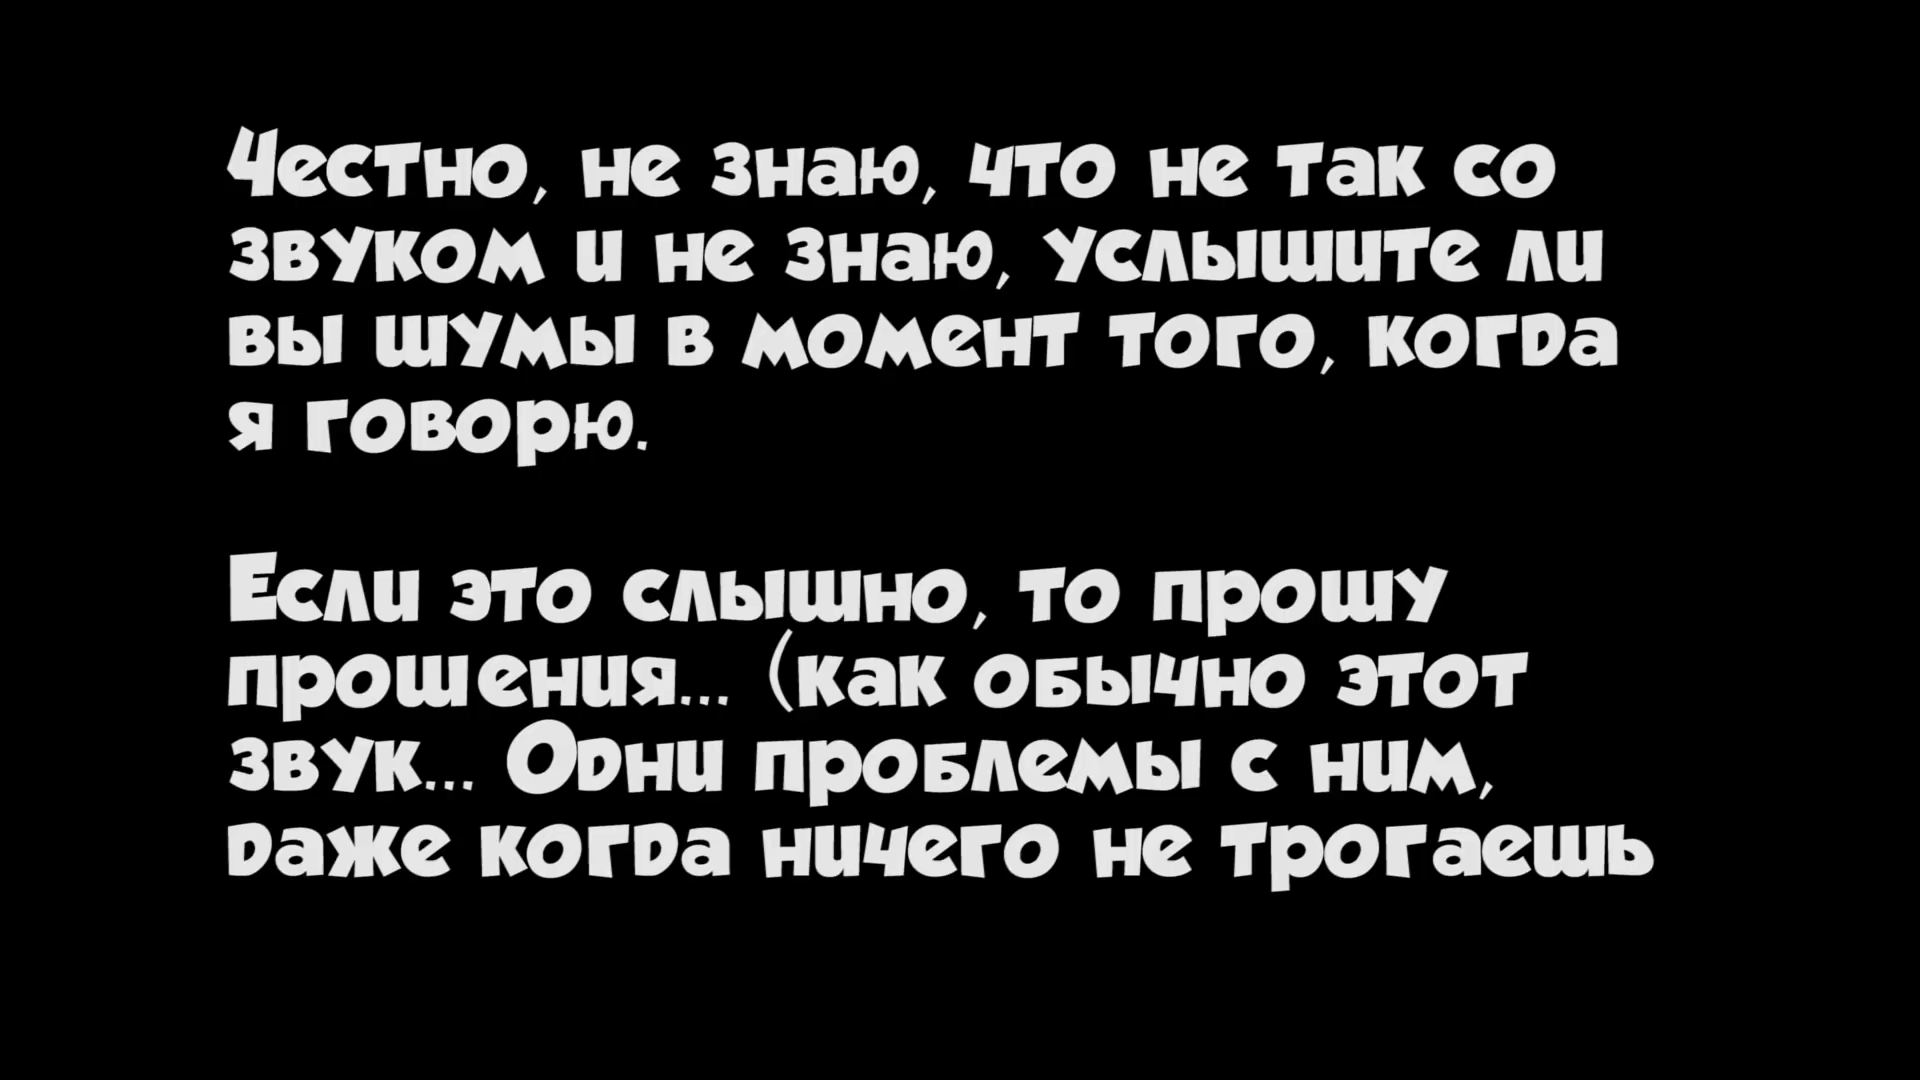 Честно, не знаю, что не так со
звуком и не знаю, услышите ли
вы шумы в момент того, когда
я говорю.
Если это слышно, то прошу
прошения... (как обычно этот
звук... Одни проблемы с ним,
даже когда ничего не трогаешь